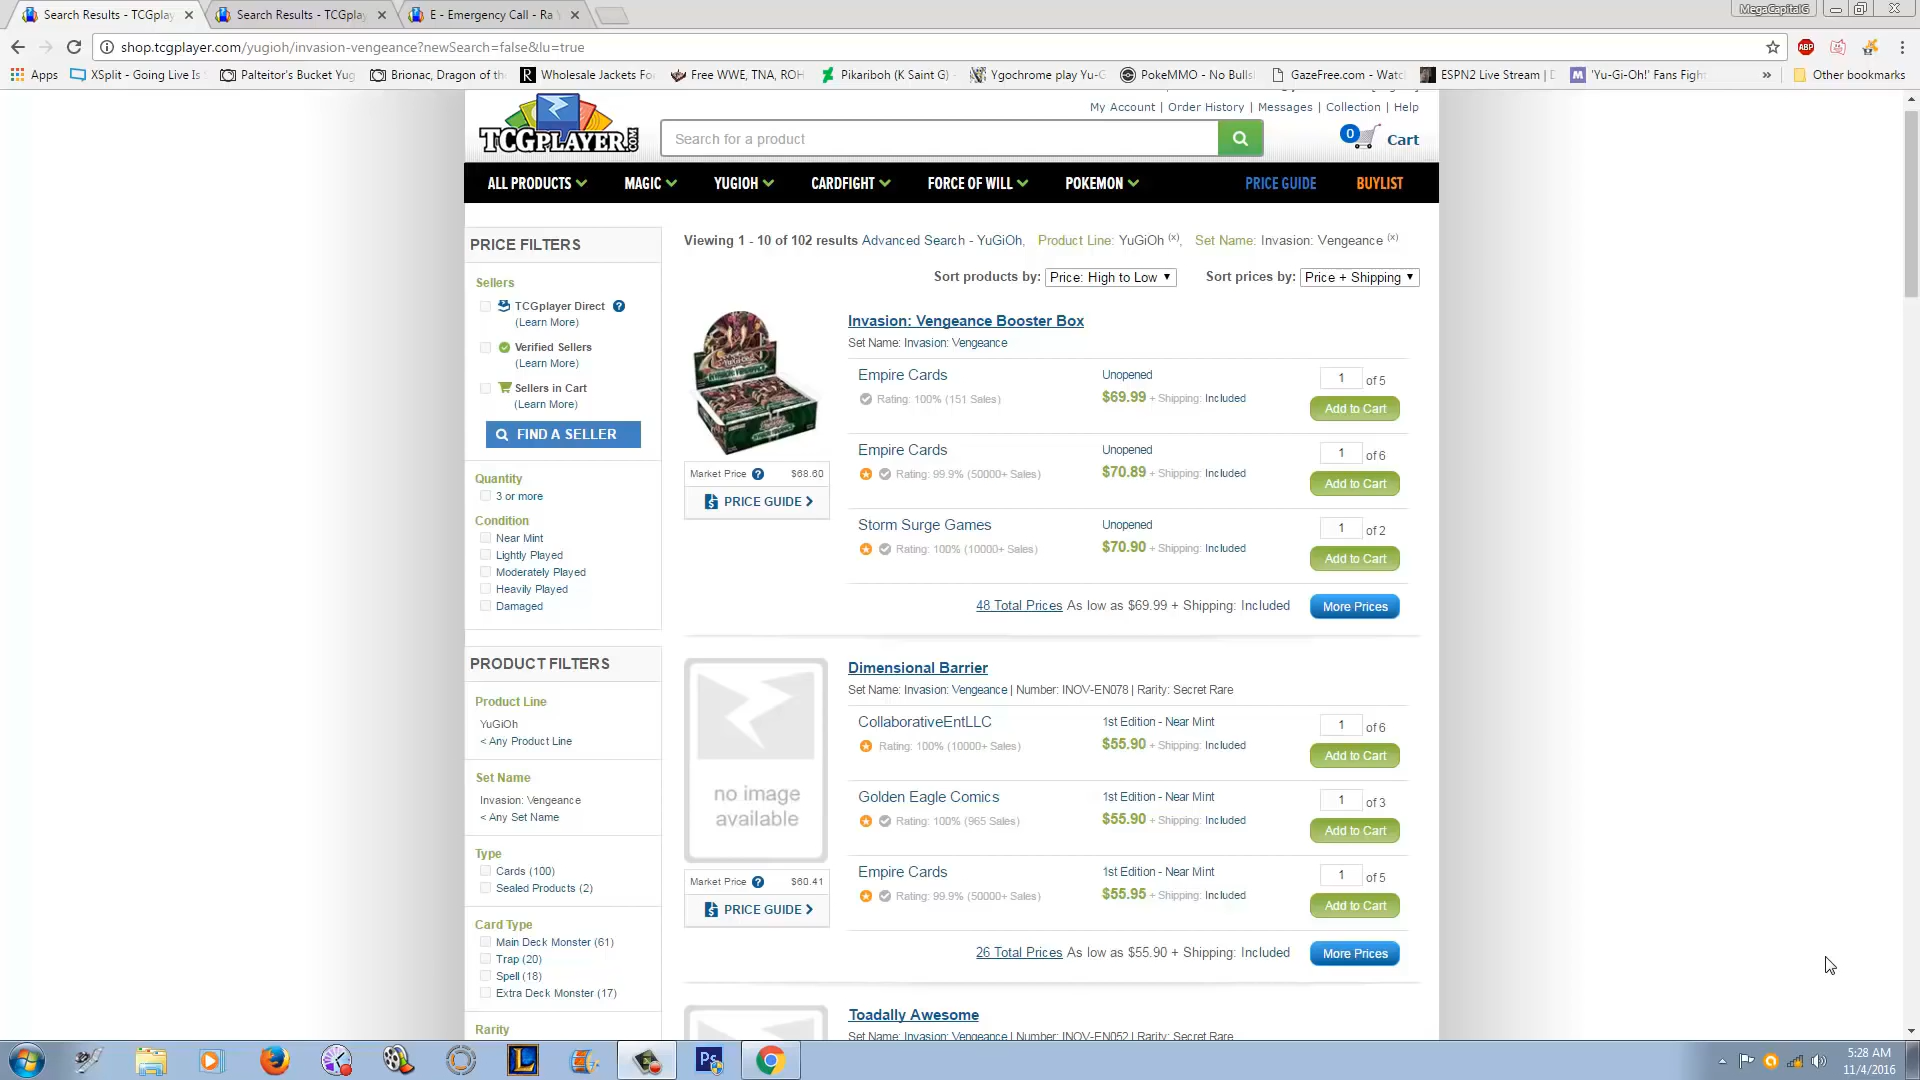 Search Results - TCGplay
Search Results - TCGplay
E - Emergency Call - Ra
MegaCapitalG
shop.tcgplayer.com/yugioh/invasion-vengeance?newSearch=false&lu=true
ABP
Apps
XSplit - Going Live Is
Palteitor's Bucket Yug
Brionac, Dragon of the
Wholesale Jackets Fo
Free WWE, TNA, ROH
Pikariboh (K Saint G)
Ygochrome play Yu-G
PokeMMO - No Bulls
GazeFree.com - Watc
ESPN2 Live Stream | D
'Yu-Gi-Oh!' Fans Figh
Other bookmarks
My Account | Order History | Messages | Collection | Help
TCGPLAYER.COM
Search for a product
0 Cart
ALL PRODUCTS MAGIC YUGIOH CARDFIGHT FORCE OF WILL POKEMON PRICE GUIDE BUYLIST
PRICE FILTERS
Sellers
TCGplayer Direct ?
(Learn More)
Verified Sellers
(Learn More)
Sellers in Cart
(Learn More)
FIND A SELLER
Quantity
3 or more
Condition
Near Mint
Lightly Played
Moderately Played
Heavily Played
Damaged
PRODUCT FILTERS
Product Line
YuGiOh
< Any Product Line
Set Name
Invasion: Vengeance
< Any Set Name
Type
Cards (100)
Sealed Products (2)
Card Type
Main Deck Monster (61)
Trap (20)
Spell (18)
Extra Deck Monster (17)
Rarity
Viewing 1 - 10 of 102 results Advanced Search - YuGiOh, Product Line: YuGiOh (x), Set Name: Invasion: Vengeance (x)
Sort products by: Price: High to Low Sort prices by: Price + Shipping
Invasion: Vengeance Booster Box
Set Name: Invasion: Vengeance
Market Price ? $68.60
PRICE GUIDE
Empire Cards Unopened 1 of 5
Rating: 100% (151 Sales) $69.99 + Shipping: Included Add to Cart
Empire Cards Unopened 1 of 6
Rating: 99.9% (50000+ Sales) $70.89 + Shipping: Included Add to Cart
Storm Surge Games Unopened 1 of 2
Rating: 100% (10000+ Sales) $70.90 + Shipping: Included Add to Cart
48 Total Prices As low as $69.99 + Shipping: Included More Prices
Dimensional Barrier
Set Name: Invasion: Vengeance | Number: INOV-EN078 | Rarity: Secret Rare
no image
available
Market Price ? $60.41
PRICE GUIDE
CollaborativeEntLLC 1st Edition - Near Mint 1 of 6
Rating: 100% (10000+ Sales) $55.90 + Shipping: Included Add to Cart
Golden Eagle Comics 1st Edition - Near Mint 1 of 3
Rating: 100% (965 Sales) $55.90 + Shipping: Included Add to Cart
Empire Cards 1st Edition - Near Mint 1 of 5
Rating: 99.9% (50000+ Sales) $55.95 + Shipping: Included Add to Cart
26 Total Prices As low as $55.90 + Shipping: Included More Prices
Toadally Awesome
Set Name: Invasion: Vengeance | Number: INOV-EN052 | Rarity: Secret Rare
Ps
5:28 AM
11/4/2016